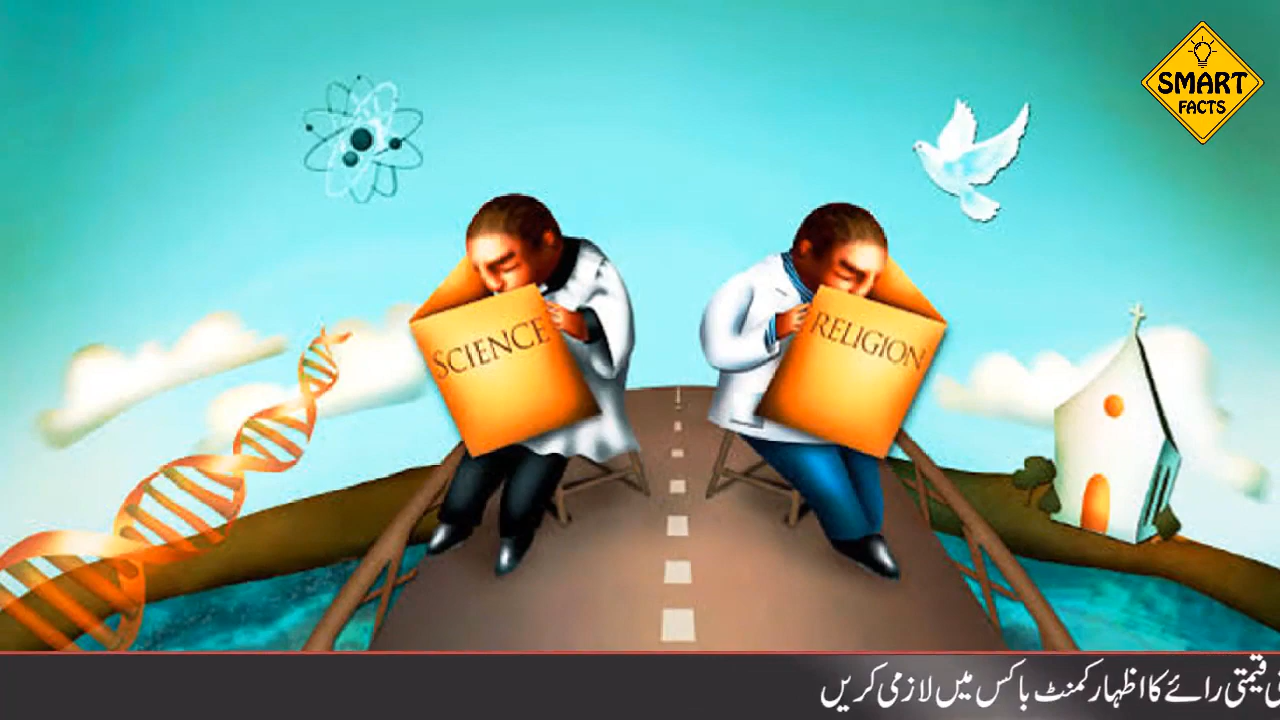 SMART
FACTS
SCIENCE
RELIGION
قیمتی رائے کا اظہار کمنٹ باکس میں لازمی کریں